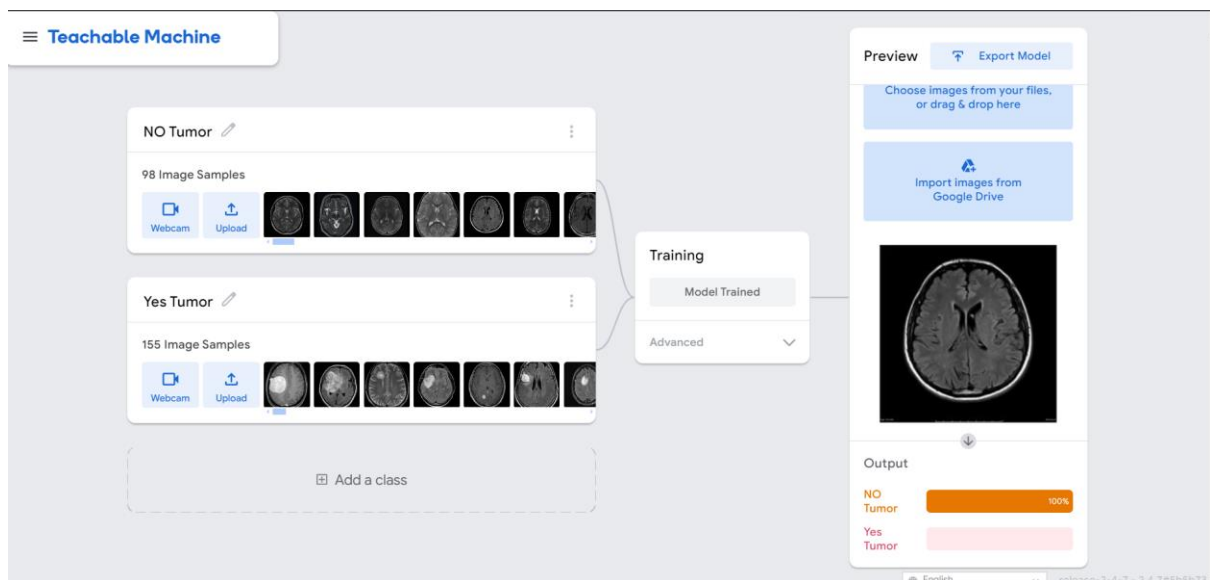 Teachable Machine
NO Tumor
98 Image Samples
Webcam
Upload
Yes Tumor
155 Image Samples
Webcam
Upload
Add a class
Training
Model Trained
Advanced
Preview
Export Model
Choose images from your files,
or drag & drop here
Import images from
Google Drive
Output
NO
Tumor
100%
Yes
Tumor
English